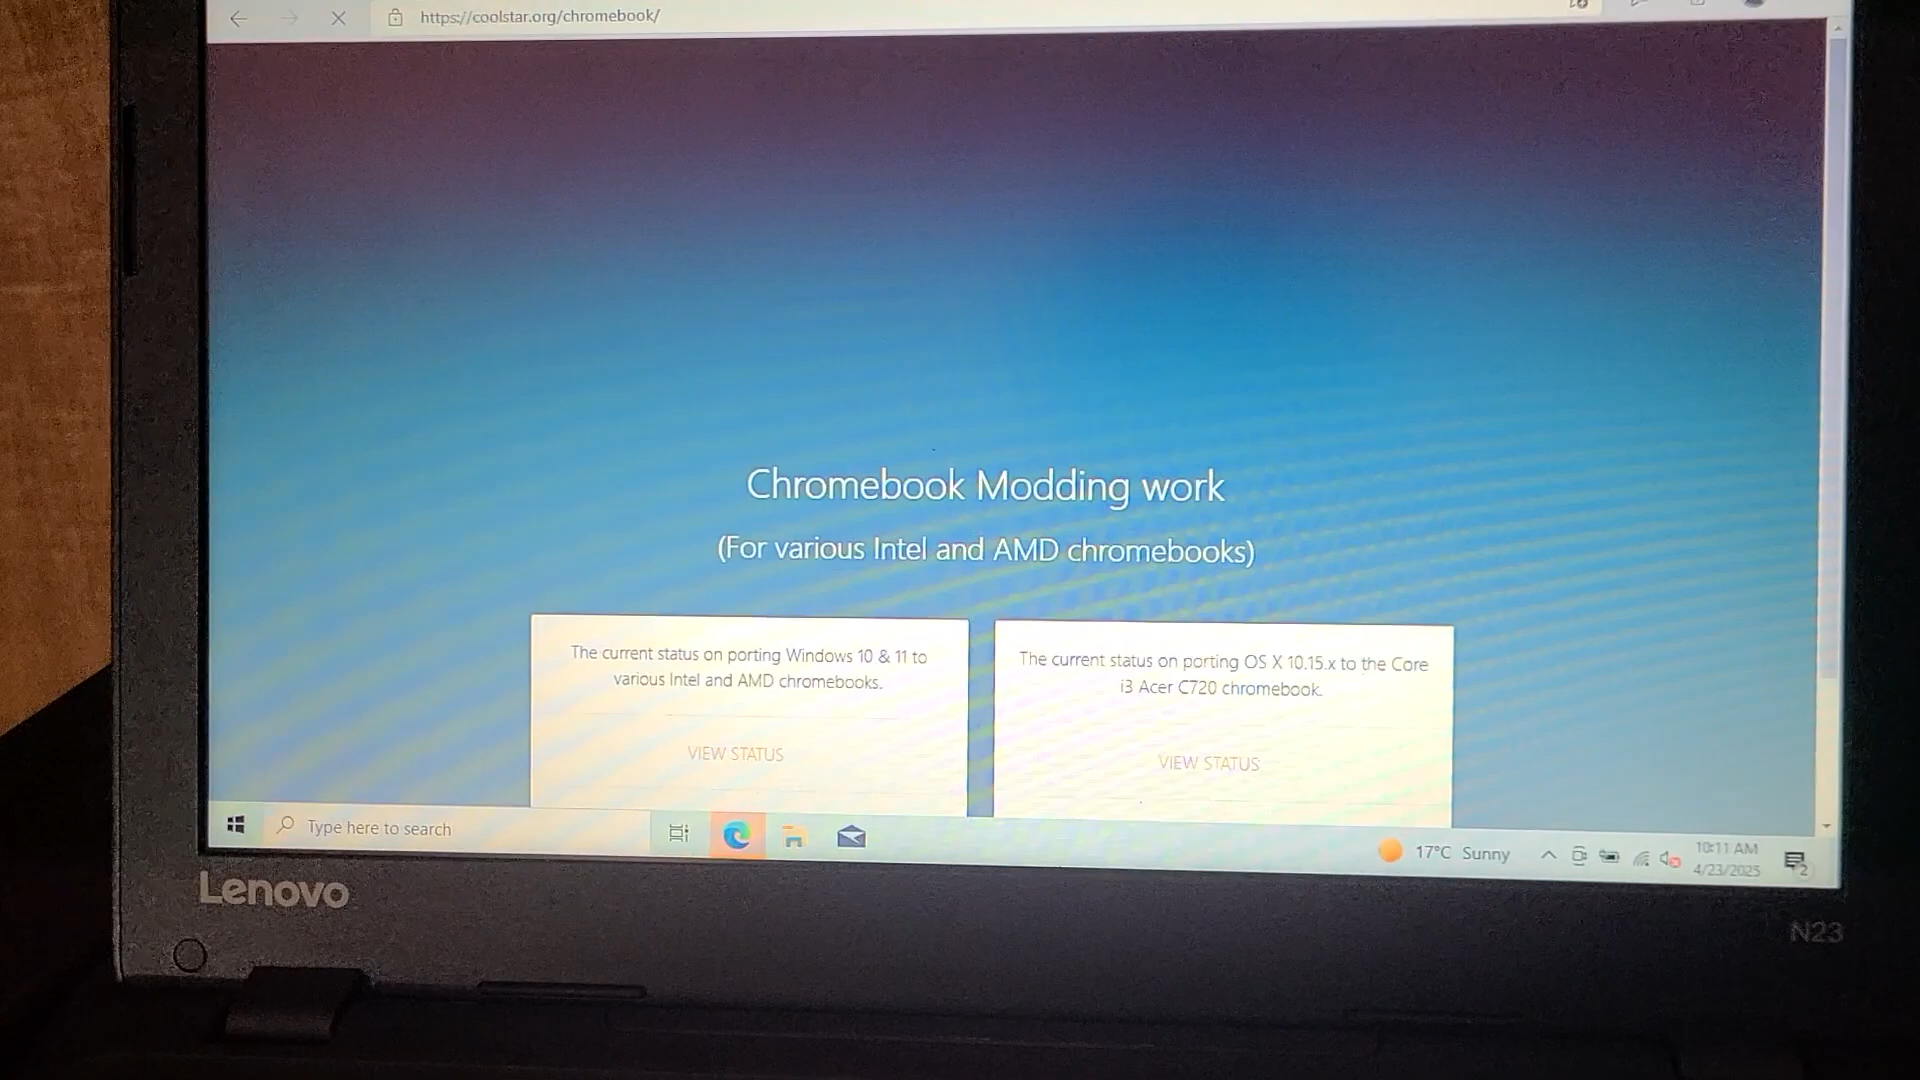 https://coolstar.org/chromebook/
Chromebook Modding work
(For various Intel and AMD chromebooks)
The current status on porting Windows 10 & 11 to
various Intel and AMD chromebooks.
VIEW STATUS
The current status on porting OS X 10.15.x to the Core
i3 Acer C720 chromebook.
VIEW STATUS
Type here to search
17°C Sunny
10:11 AM
4/23/2025
2
Lenovo
N23